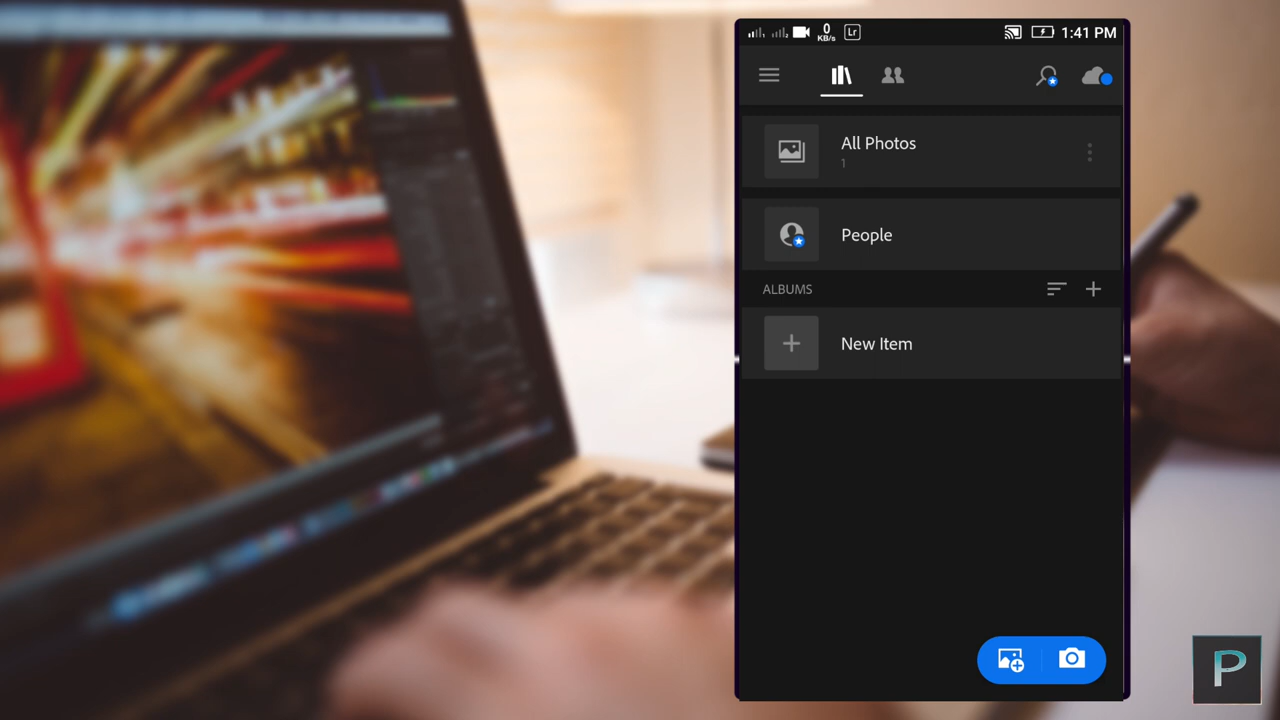 0
KB/s
Lr
1:41 PM
All Photos
1
People
ALBUMS
New Item
P